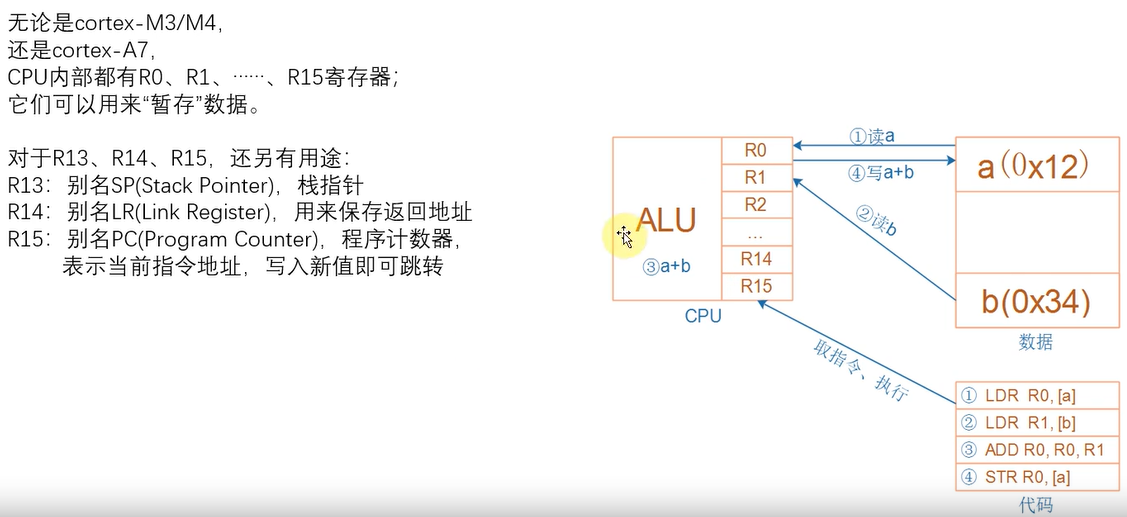 无论是cortex-M3/M4，
还是cortex-A7，
CPU内部都有R0、R1、……、R15寄存器；
它们可以用来“暂存”数据。
对于R13、R14、R15，还另有用途：
R13：别名SP(Stack Pointer)，栈指针
R14：别名LR(Link Register)，用来保存返回地址
R15：别名PC(Program Counter)，程序计数器，
表示当前指令地址，写入新值即可跳转
ALU
③a+b
R0
R1
R2
...
R14
R15
CPU
①读a
④写a+b
②读b
取指令、执行
a(0x12)
b(0x34)
数据
① LDR R0, [a]
② LDR R1, [b]
③ ADD R0, R0, R1
④ STR R0, [a]
代码